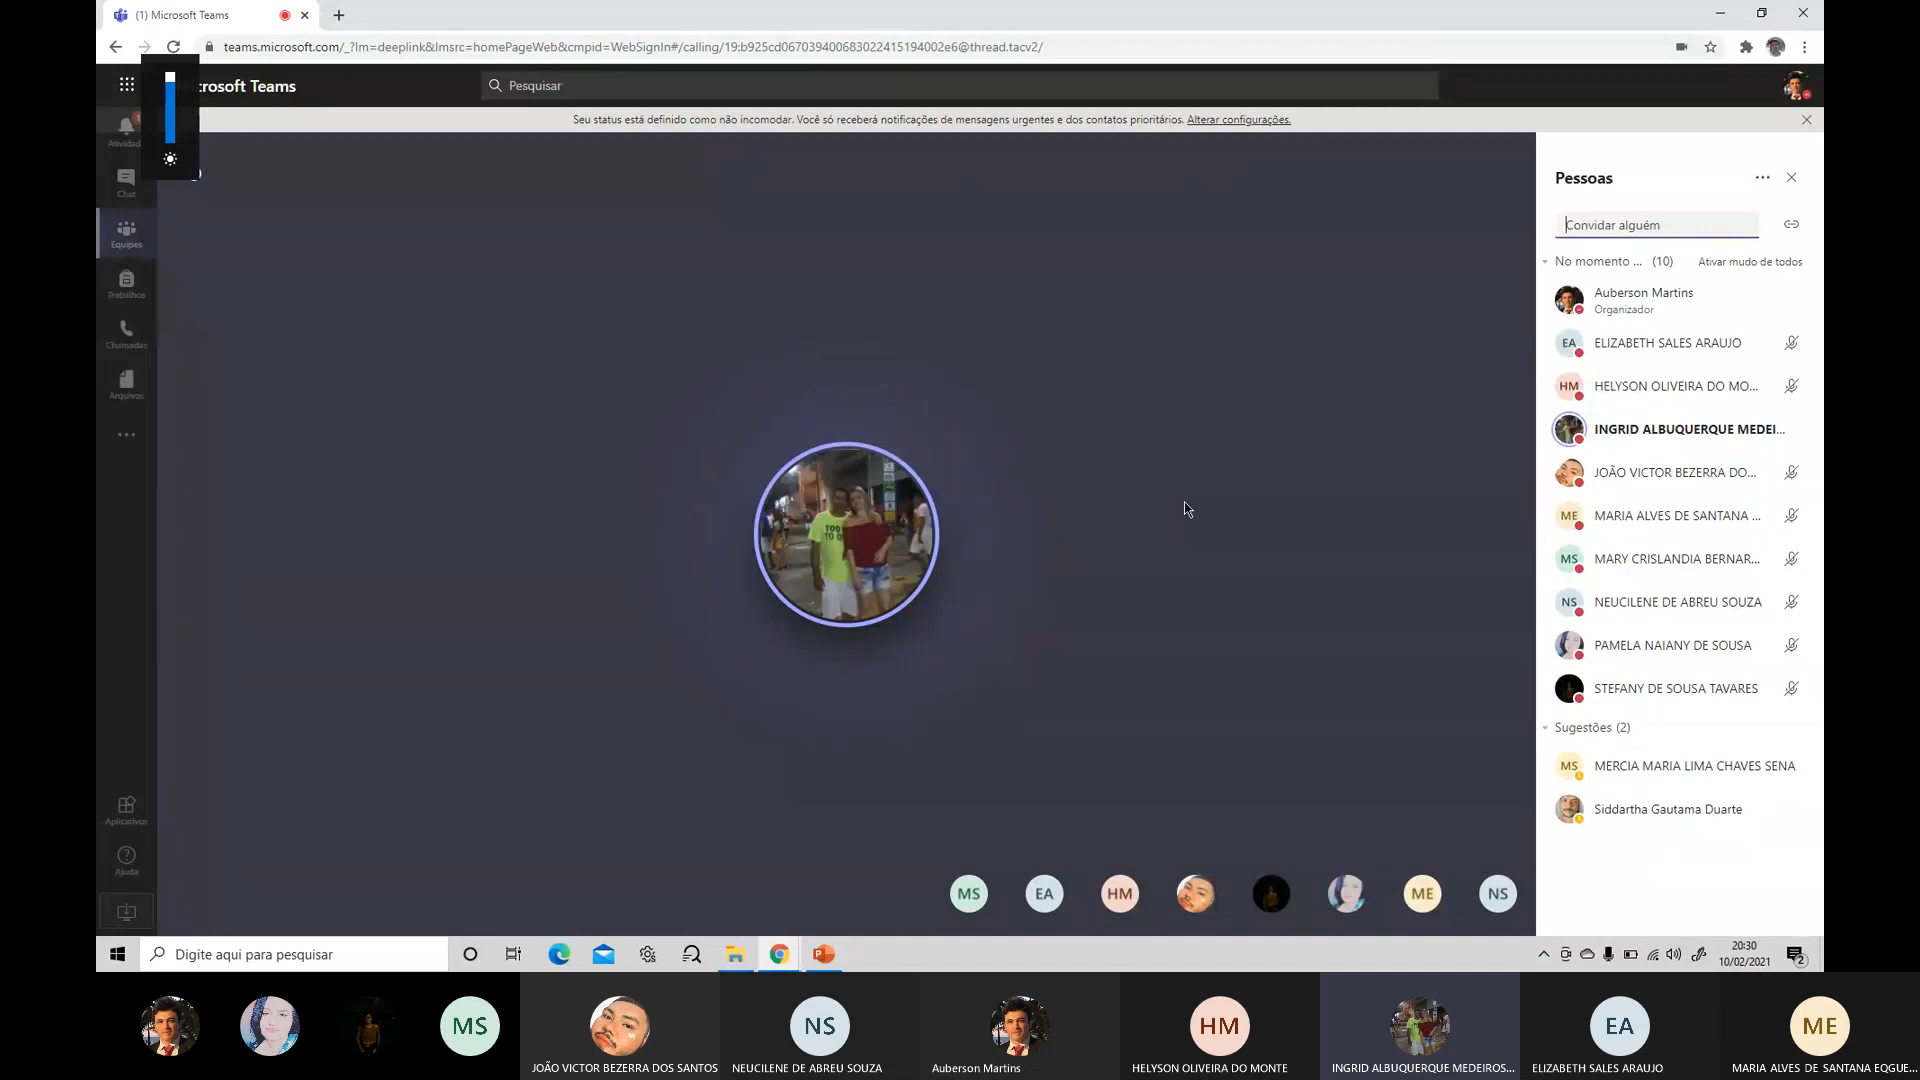 (1) Microsoft Teams
teams.microsoft.com/_?lm=deeplink&lmsrc=homePageWeb&cmpid=WebSignIn#/calling/19:b925cd067039400683022415194002e6@thread.tacv2/
crosoft Teams
Pesquisar
Seu status está definido como não incomodar. Você só receberá notificações de mensagens urgentes e dos contatos prioritários. Alterar configurações.
Atividad
Chat
Equipes
Trabalhos
Chamadas
Arquivos
Aplicativos
Ajuda
TOO
TO
Pessoas
Convidar alguém
No momento ... (10) Ativar mudo de todos
Auberson Martins
Organizador
EA ELIZABETH SALES ARAUJO
HM HELYSON OLIVEIRA DO MO...
INGRID ALBUQUERQUE MEDEI...
JOÃO VICTOR BEZERRA DO...
ME MARIA ALVES DE SANTANA ...
MS MARY CRISLANDIA BERNAR...
NS NEUCILENE DE ABREU SOUZA
PAMELA NAIANY DE SOUSA
STEFANY DE SOUSA TAVARES
Sugestões (2)
MS MERCIA MARIA LIMA CHAVES SENA
Siddartha Gautama Duarte
MS EA HM ME NS
Digite aqui para pesquisar
20:30
10/02/2021
2
MS NS HM EA ME
JOÃO VICTOR BEZERRA DOS SANTOS NEUCILENE DE ABREU SOUZA Auberson Martins HELYSON OLIVEIRA DO MONTE INGRID ALBUQUERQUE MEDEIROS... ELIZABETH SALES ARAUJO MARIA ALVES DE SANTANA EQGUE...